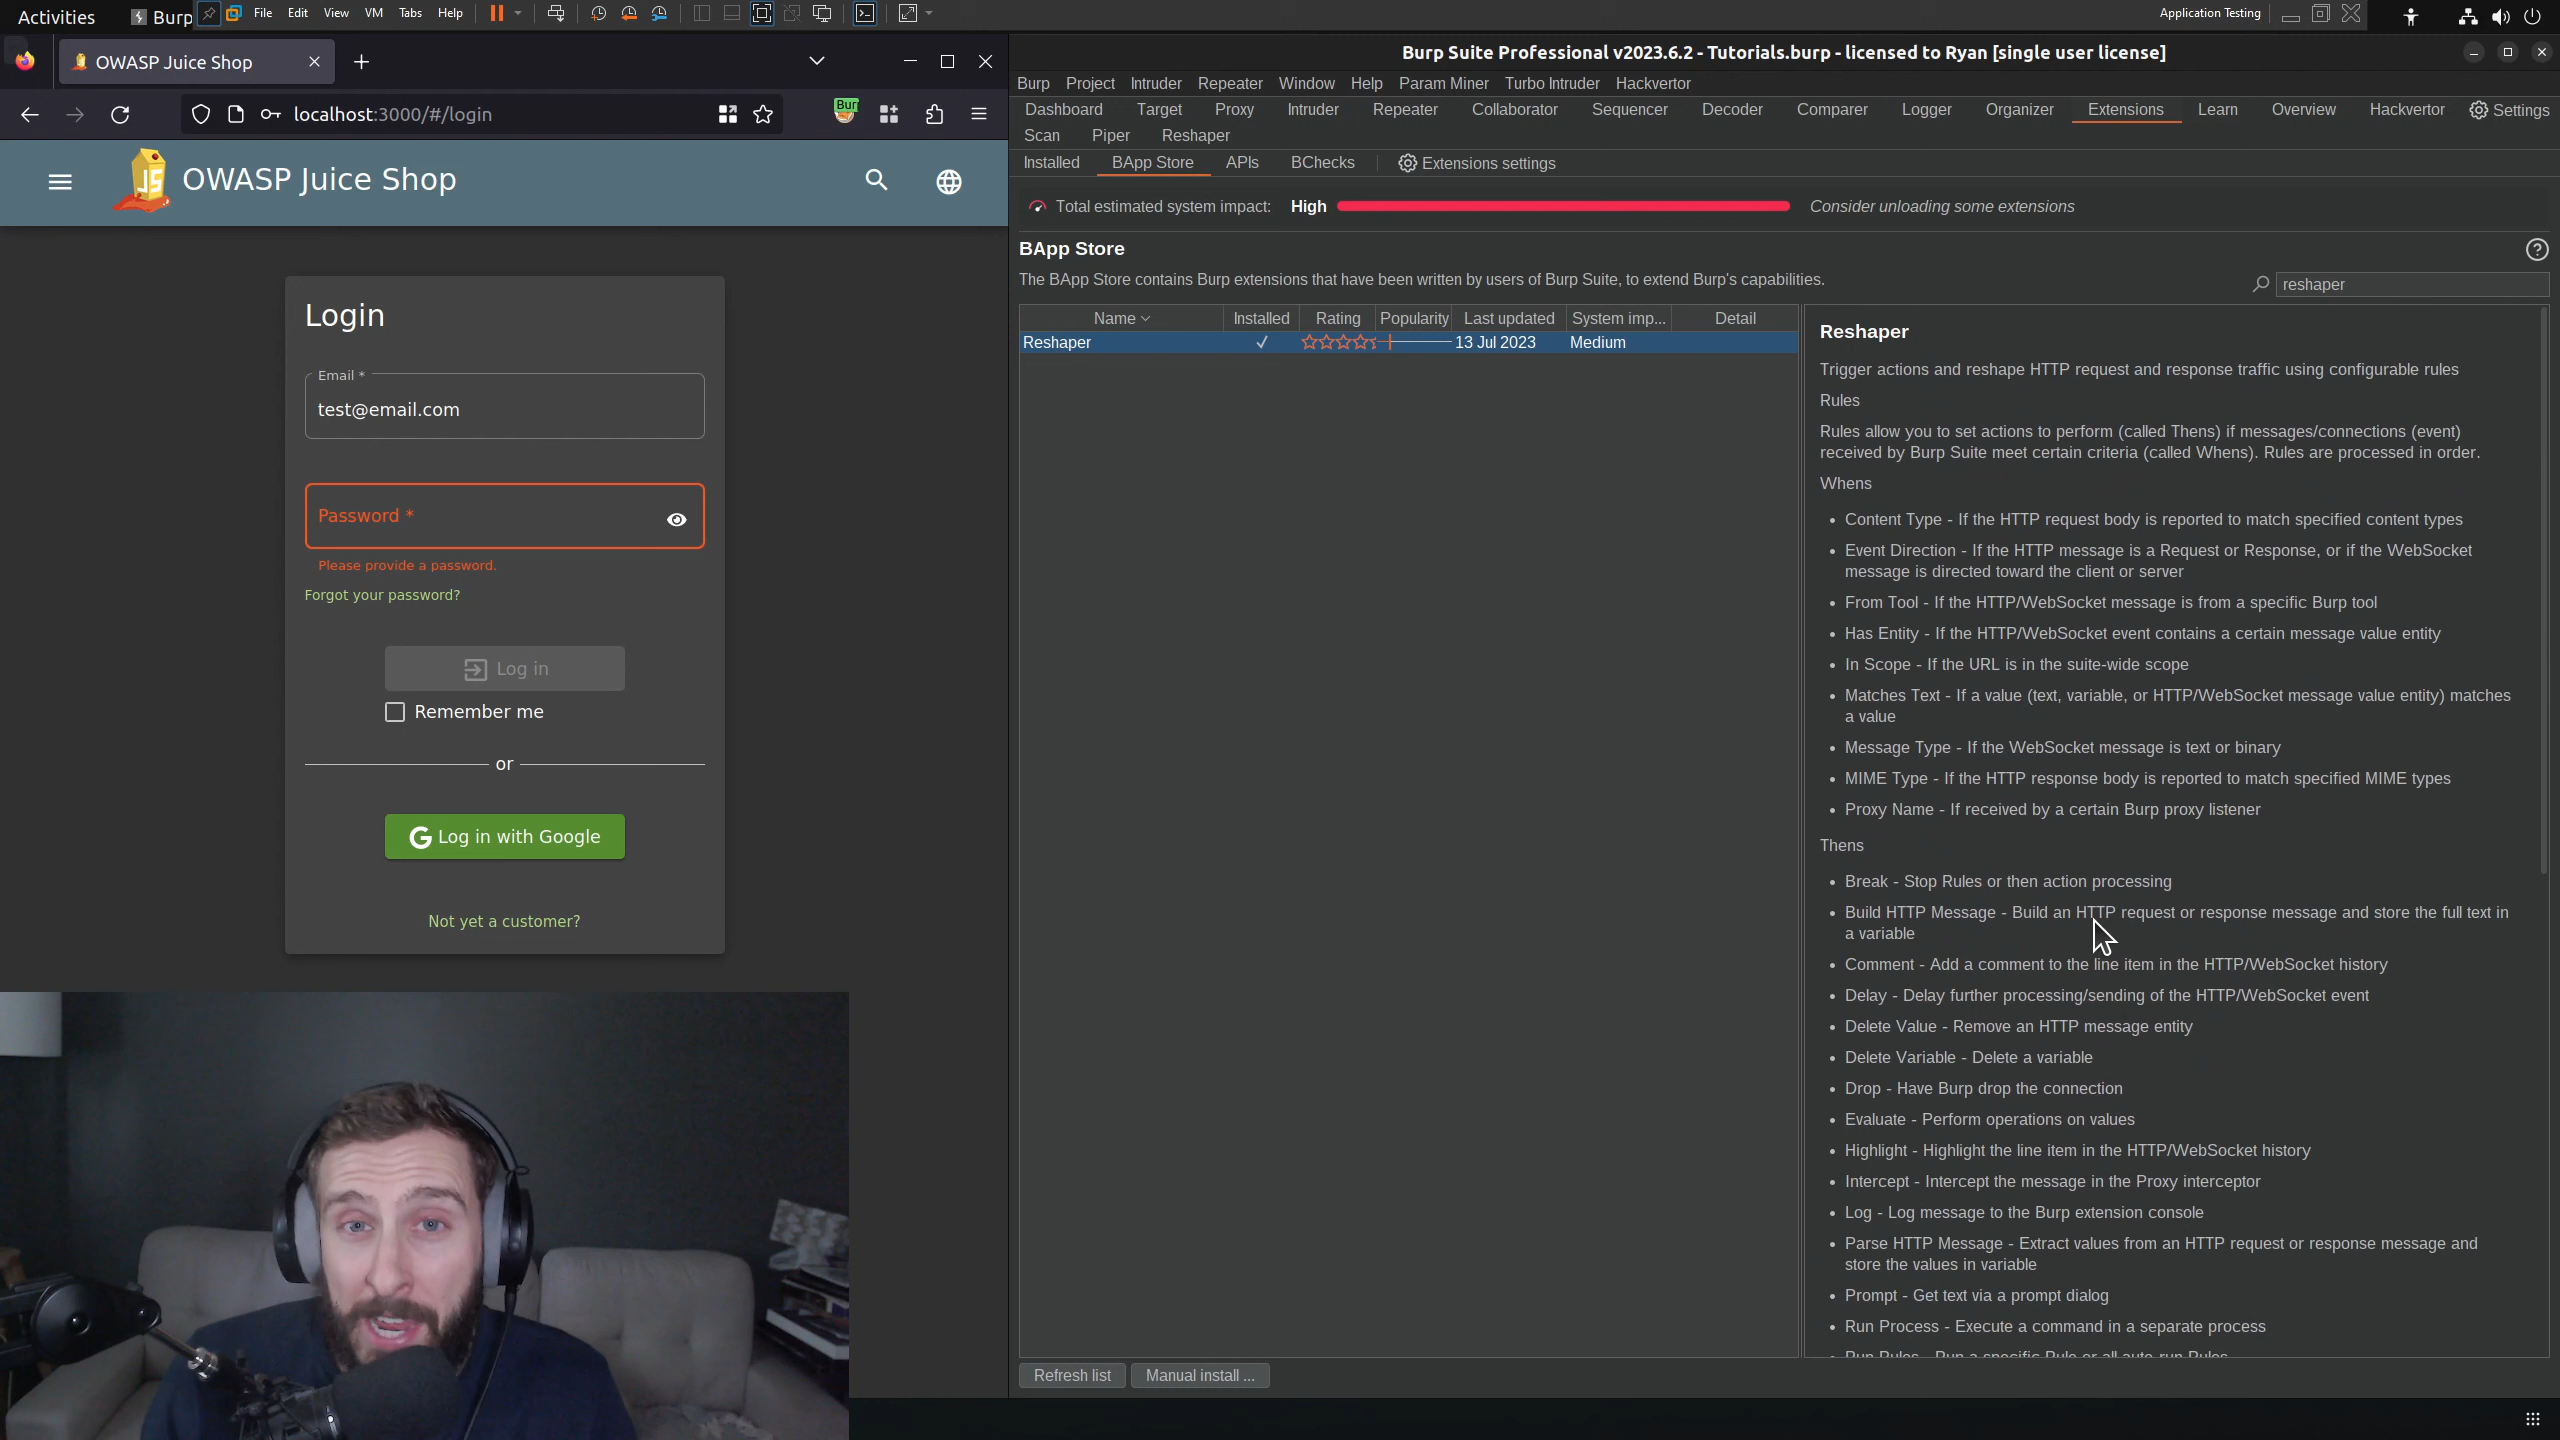 Activities
Burp
File Edit View VM Tabs Help
Application Testing
OWASP Juice Shop
localhost:3000/#/login
Bur
OWASP Juice Shop
Login
Email *
test@email.com
Password *
Please provide a password.
Forgot your password?
Log in
Remember me
or
Log in with Google
Not yet a customer?
Burp Suite Professional v2023.6.2 - Tutorials.burp - licensed to Ryan [single user license]
Burp Project Intruder Repeater Window Help Param Miner Turbo Intruder Hackvertor
Dashboard Target Proxy Intruder Repeater Collaborator Sequencer Decoder Comparer Logger Organizer Extensions Learn Overview Hackvertor Settings
Scan Piper Reshaper
Installed BApp Store APIs BChecks Extensions settings
Total estimated system impact: High Consider unloading some extensions
BApp Store
The BApp Store contains Burp extensions that have been written by users of Burp Suite, to extend Burp's capabilities.
reshaper
Name Installed Rating Popularity Last updated System imp... Detail
Reshaper 13 Jul 2023 Medium
Reshaper
Trigger actions and reshape HTTP request and response traffic using configurable rules
Rules
Rules allow you to set actions to perform (called Thens) if messages/connections (event)
received by Burp Suite meet certain criteria (called Whens). Rules are processed in order.
Whens
• Content Type - If the HTTP request body is reported to match specified content types
• Event Direction - If the HTTP message is a Request or Response, or if the WebSocket
message is directed toward the client or server
• From Tool - If the HTTP/WebSocket message is from a specific Burp tool
• Has Entity - If the HTTP/WebSocket event contains a certain message value entity
• In Scope - If the URL is in the suite-wide scope
• Matches Text - If a value (text, variable, or HTTP/WebSocket message value entity) matches
a value
• Message Type - If the WebSocket message is text or binary
• MIME Type - If the HTTP response body is reported to match specified MIME types
• Proxy Name - If received by a certain Burp proxy listener
Thens
• Break - Stop Rules or then action processing
• Build HTTP Message - Build an HTTP request or response message and store the full text in
a variable
• Comment - Add a comment to the line item in the HTTP/WebSocket history
• Delay - Delay further processing/sending of the HTTP/WebSocket event
• Delete Value - Remove an HTTP message entity
• Delete Variable - Delete a variable
• Drop - Have Burp drop the connection
• Evaluate - Perform operations on values
• Highlight - Highlight the line item in the HTTP/WebSocket history
• Intercept - Intercept the message in the Proxy interceptor
• Log - Log message to the Burp extension console
• Parse HTTP Message - Extract values from an HTTP request or response message and
store the values in variable
• Prompt - Get text via a prompt dialog
• Run Process - Execute a command in a separate process
• Run Rules - Run a specific Rule or all auto-run Rules
Refresh list Manual install ...